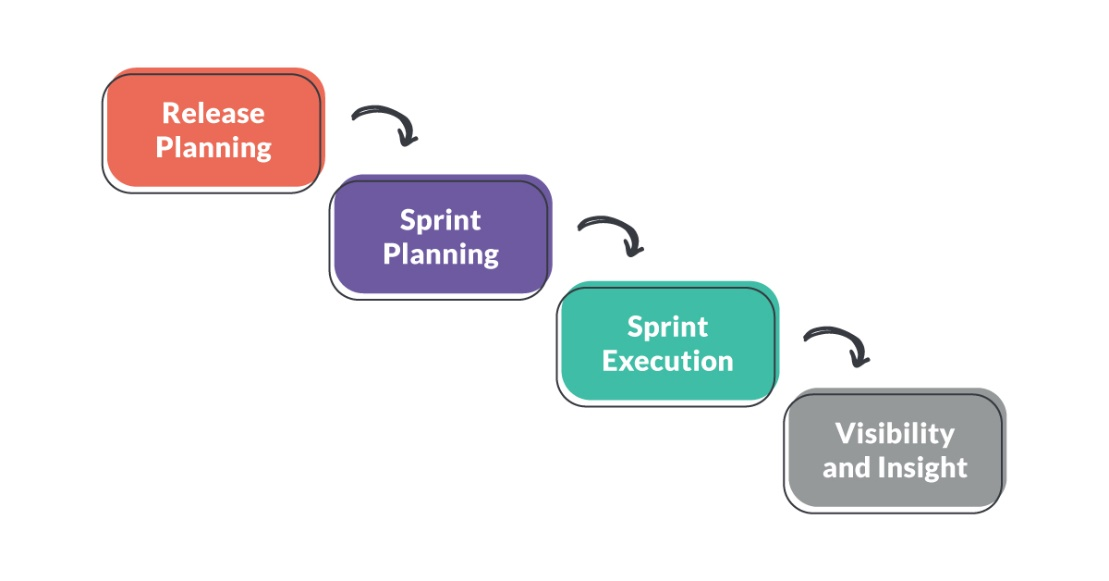 Release
Planning
Sprint
Planning
Sprint
Execution
Visibility
and Insight